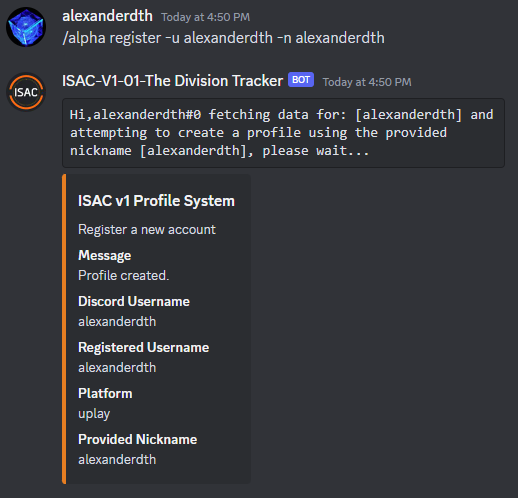 alexanderdth Today at 4:50 PM
/alpha register -u alexanderdth -n alexanderdth
ISAC
ISAC-V1-01-The Division Tracker BOT Today at 4:50 PM
Hi,alexanderdth#0 fetching data for: [alexanderdth] and
attempting to create a profile using the provided
nickname [alexanderdth], please wait...
ISAC v1 Profile System
Register a new account
Message
Profile created.
Discord Username
alexanderdth
Registered Username
alexanderdth
Platform
uplay
Provided Nickname
alexanderdth